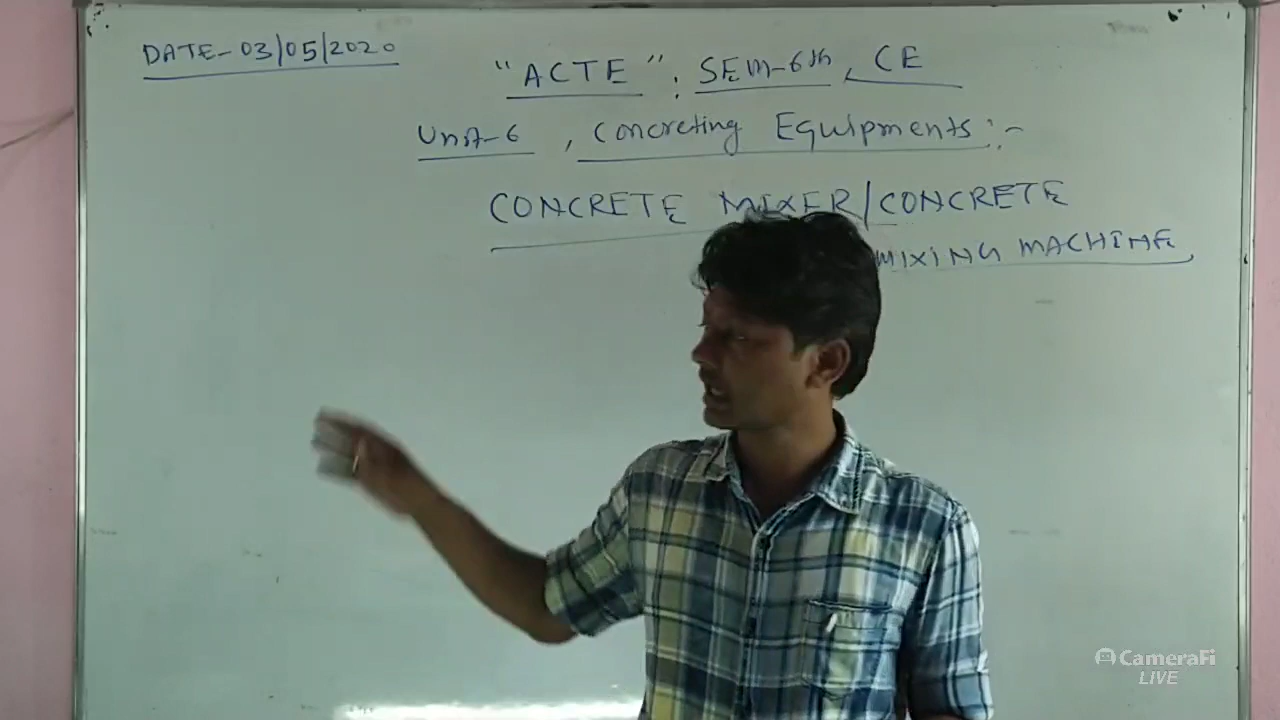 DATE-03/05/2020
"ACTE", SEM-6th, CE
Unit-6, Concreting Equipments:-
CONCRETE MIXER/CONCRETE
MIXING MACHINE
CameraFi
LIVE